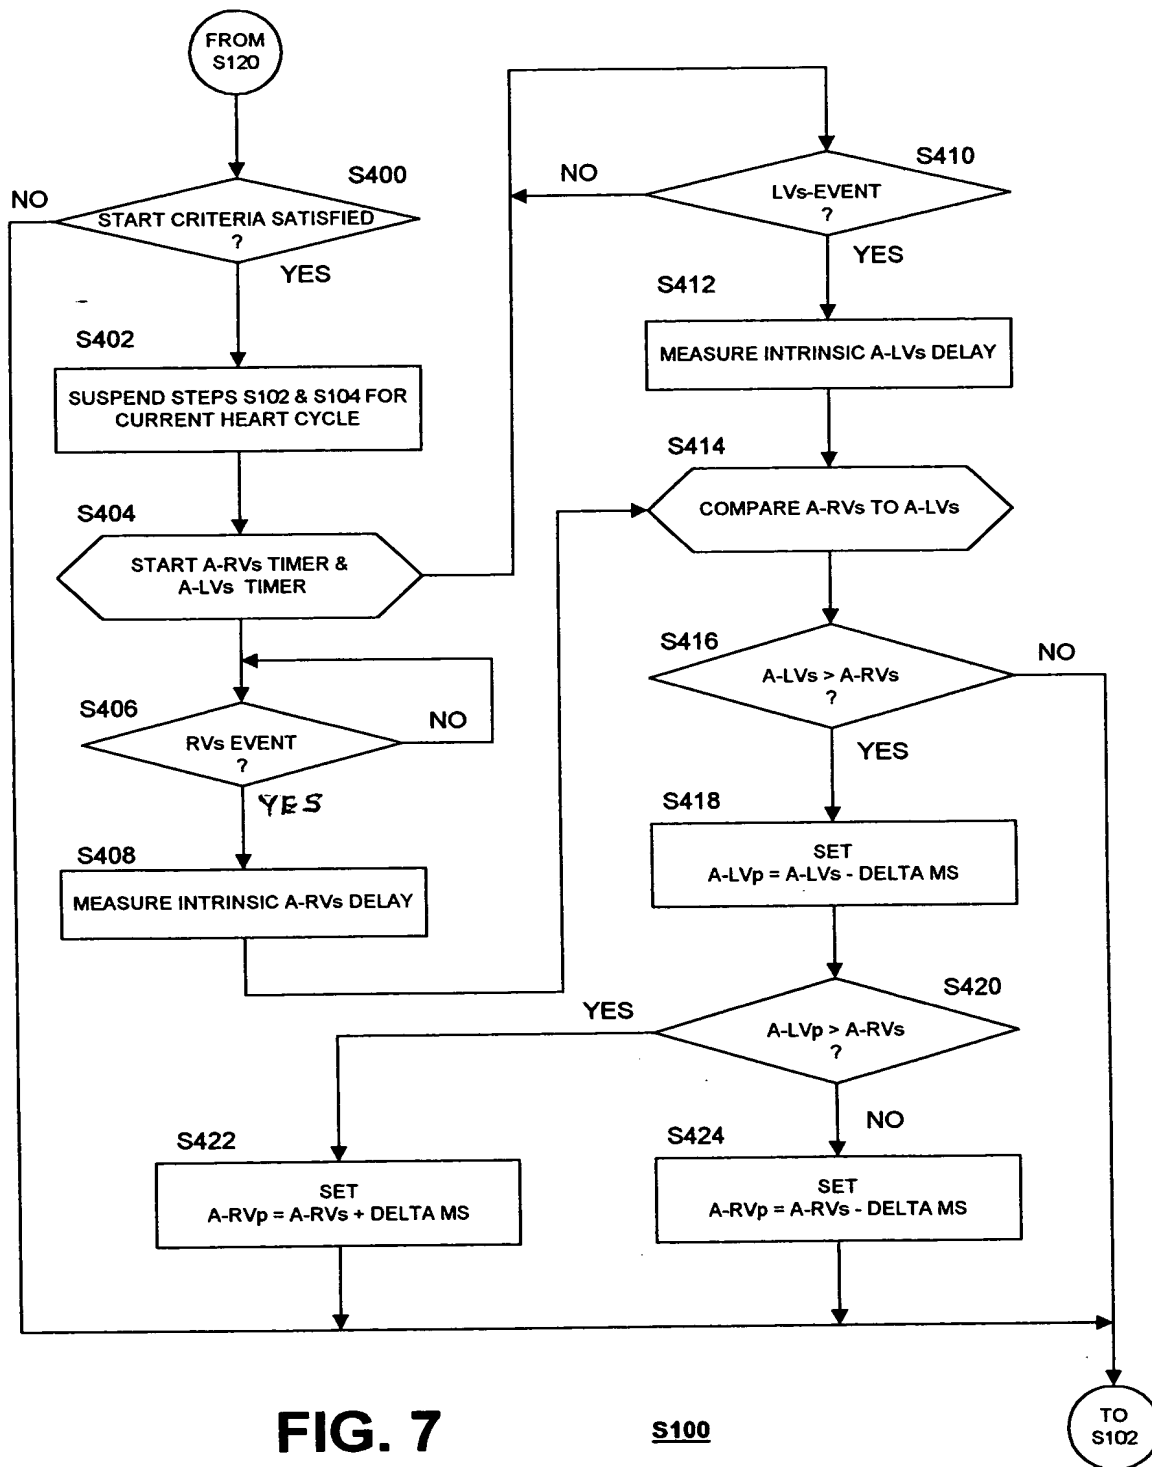 FROM
S120
S400
NO
START CRITERIA SATISFIED
?
YES
S402
SUSPEND STEPS S102 & S104 FOR
CURRENT HEART CYCLE
S404
START A-RVs TIMER &
A-LVs TIMER
S406
RVs EVENT
?
NO
YES
S408
MEASURE INTRINSIC A-RVs DELAY
S410
NO
LVs-EVENT
?
YES
S412
MEASURE INTRINSIC A-LVs DELAY
S414
COMPARE A-RVs TO A-LVs
S416
A-LVs > A-RVs
?
NO
YES
S418
SET
A-LVp = A-LVs - DELTA MS
S420
YES
A-LVp > A-RVs
?
NO
S422
SET
A-RVp = A-RVs + DELTA MS
S424
SET
A-RVp = A-RVs - DELTA MS
TO
S102
FIG. 7
S100